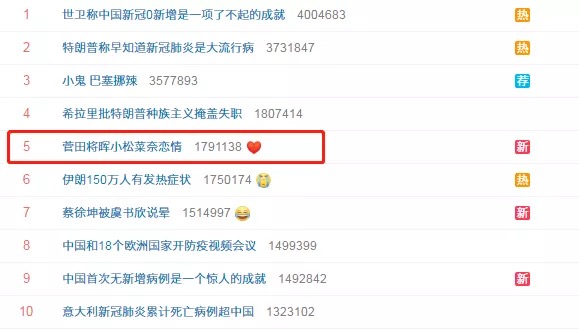 1 世卫称中国新冠0新增是一项了不起的成就 4004683 热
2 特朗普称早知道新冠肺炎是大流行病 3731847 热
3 小鬼 巴塞挪辣 3577893 荐
4 希拉里批特朗普种族主义掩盖失职 1807414
5 菅田将晖小松菜奈恋情 1791138 ❤️ 新
6 伊朗150万人有发热症状 1750174 😭 热
7 蔡徐坤被虞书欣说晕 1514997 😂 新
8 中国和18个欧洲国家开防疫视频会议 1499399
9 中国首次无新增病例是一个惊人的成就 1492842 新
10 意大利新冠肺炎累计死亡病例超中国 1323102